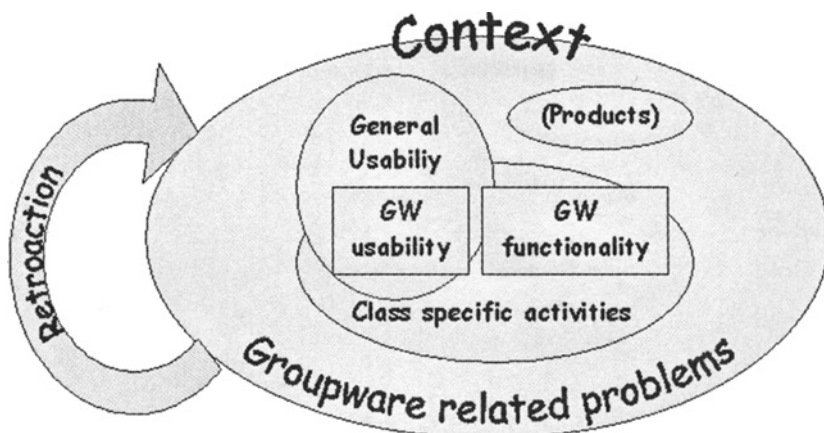 Context
(Products)
General
Usabiliy
GW
usability
GW
functionality
Class specific activities
Retroaction
Groupware related problems